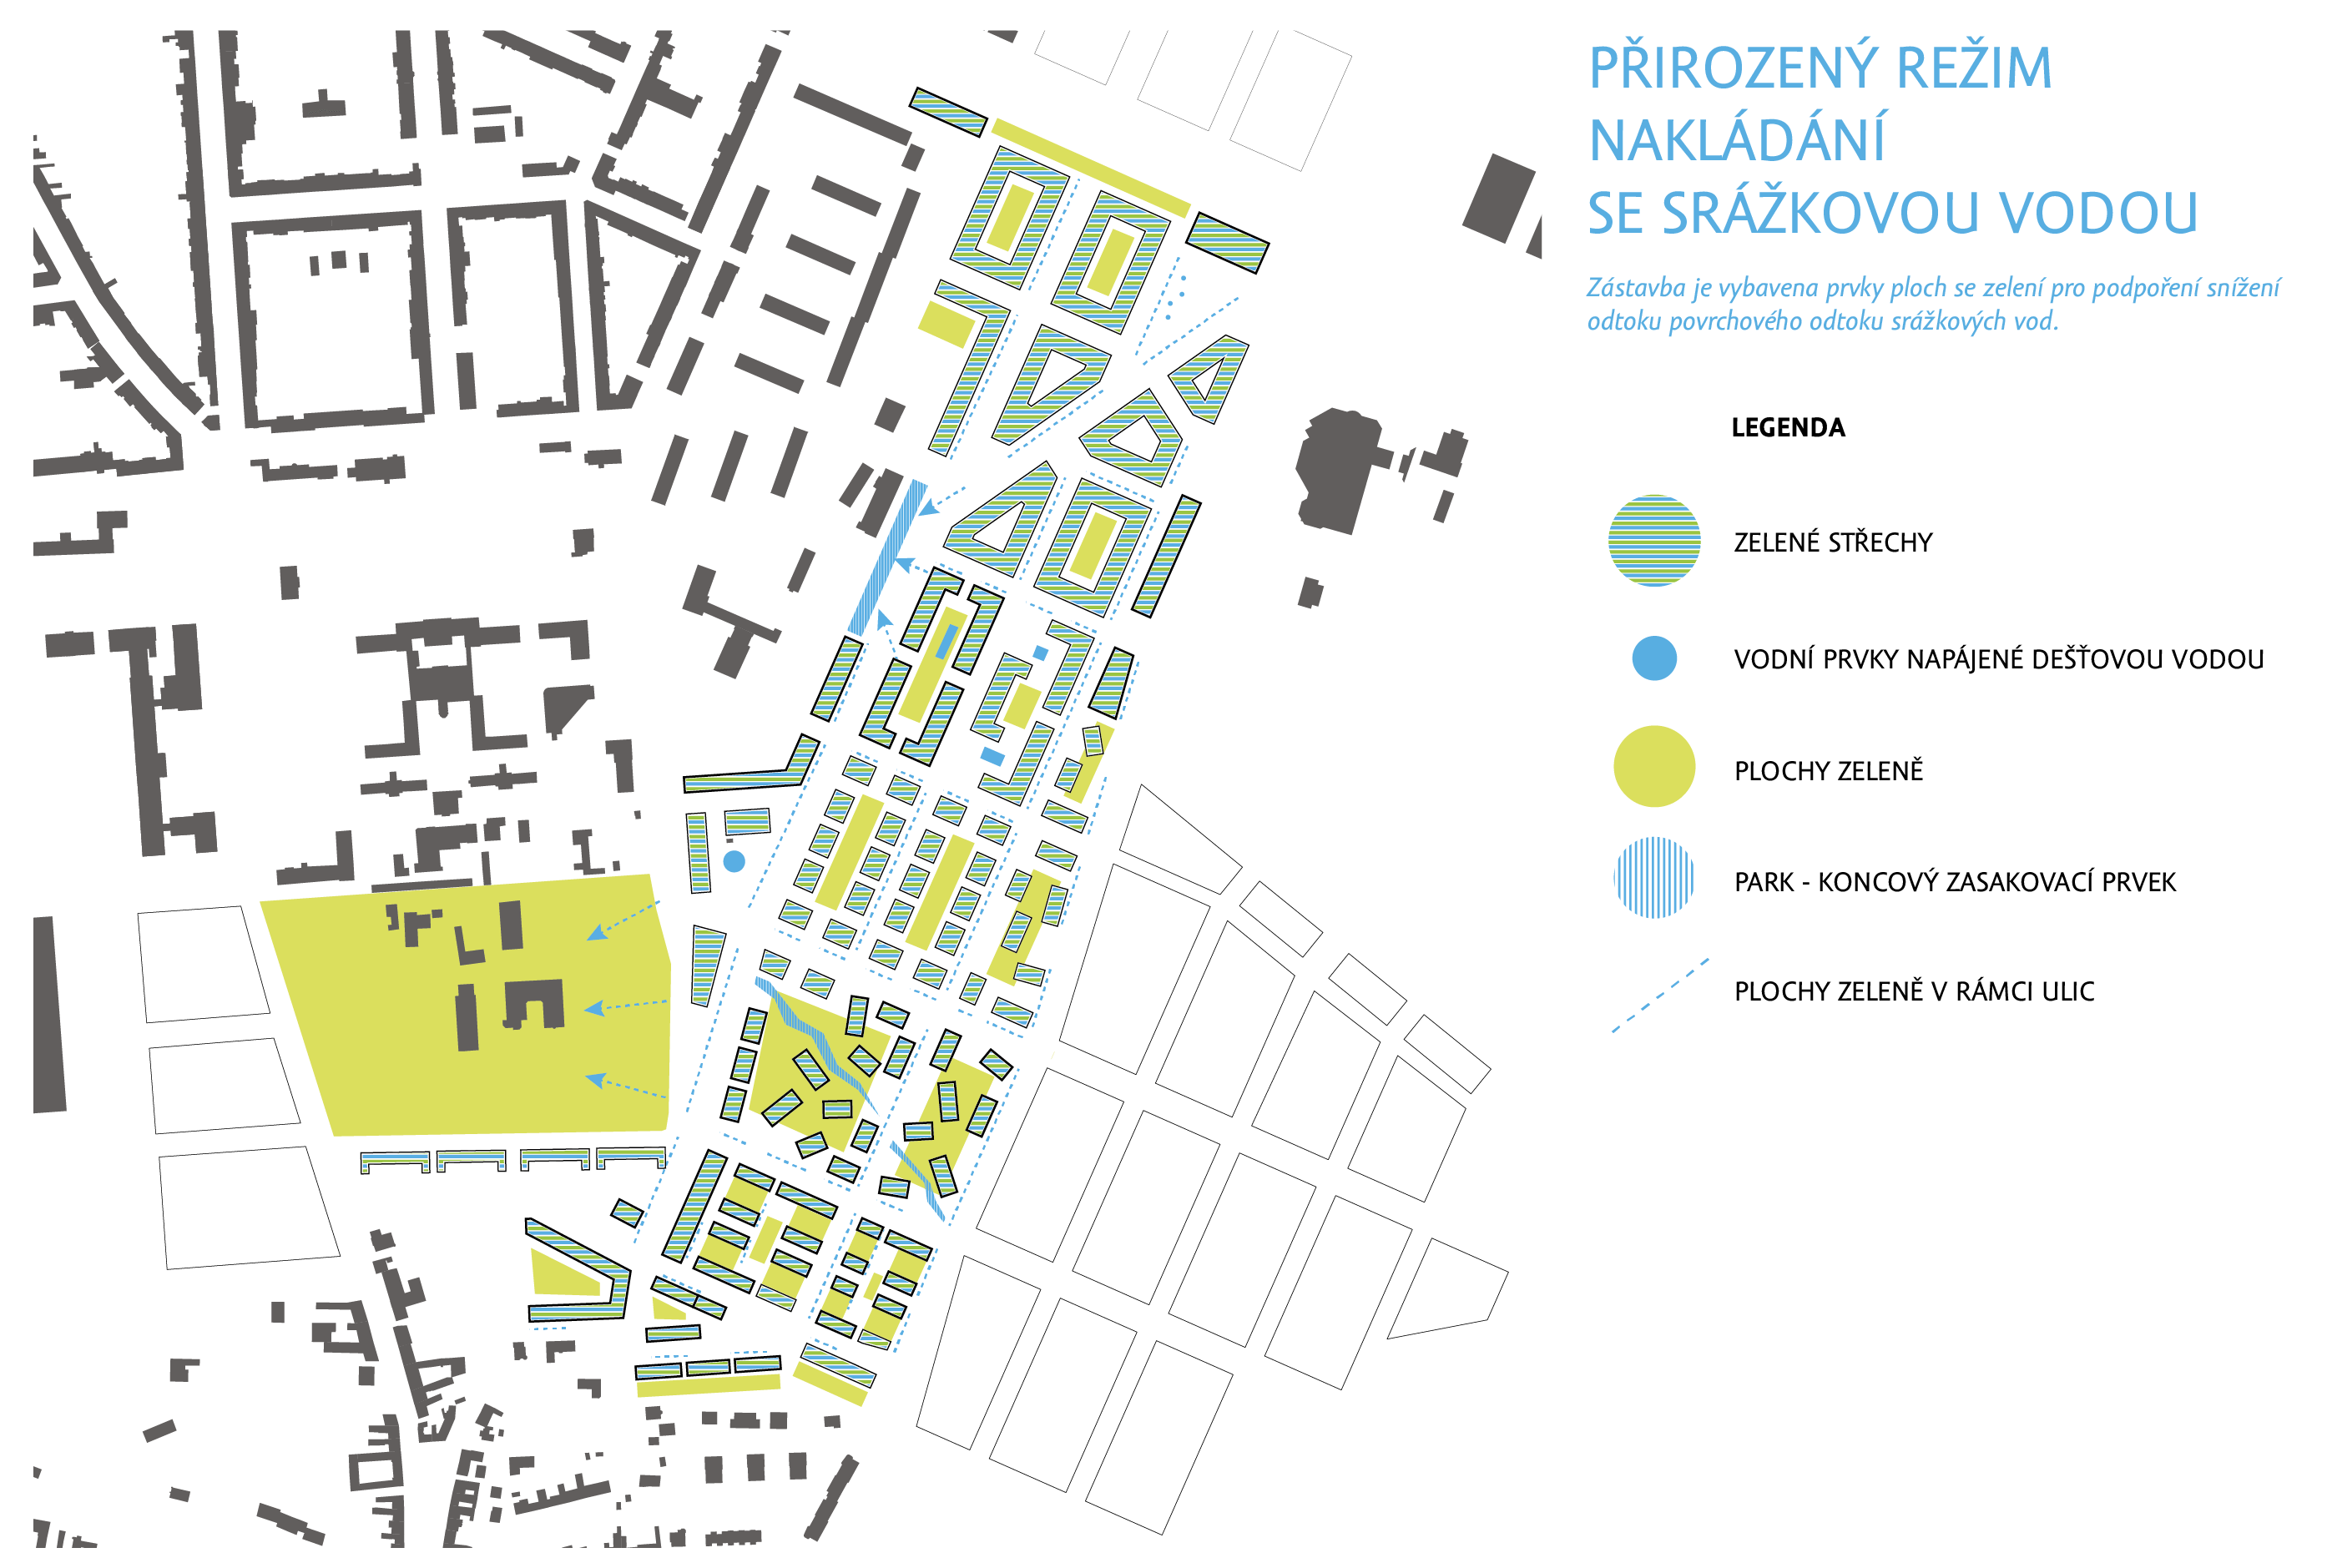 PŘIROZENÝ REŽIM
NAKLÁDÁNÍ
SE SRÁŽKOVOU VODOU
Zástavba je vybavena prvky ploch se zelení pro podpoření snížení
odtoku povrchového odtoku srážkových vod.
LEGENDA
ZELENÉ STŘECHY
VODNÍ PRVKY NAPÁJENÉ DEŠŤOVOU VODOU
PLOCHY ZELENĚ
PARK - KONCOVÝ ZASAKOVACÍ PRVEK
PLOCHY ZELENĚ V RÁMCI ULIC